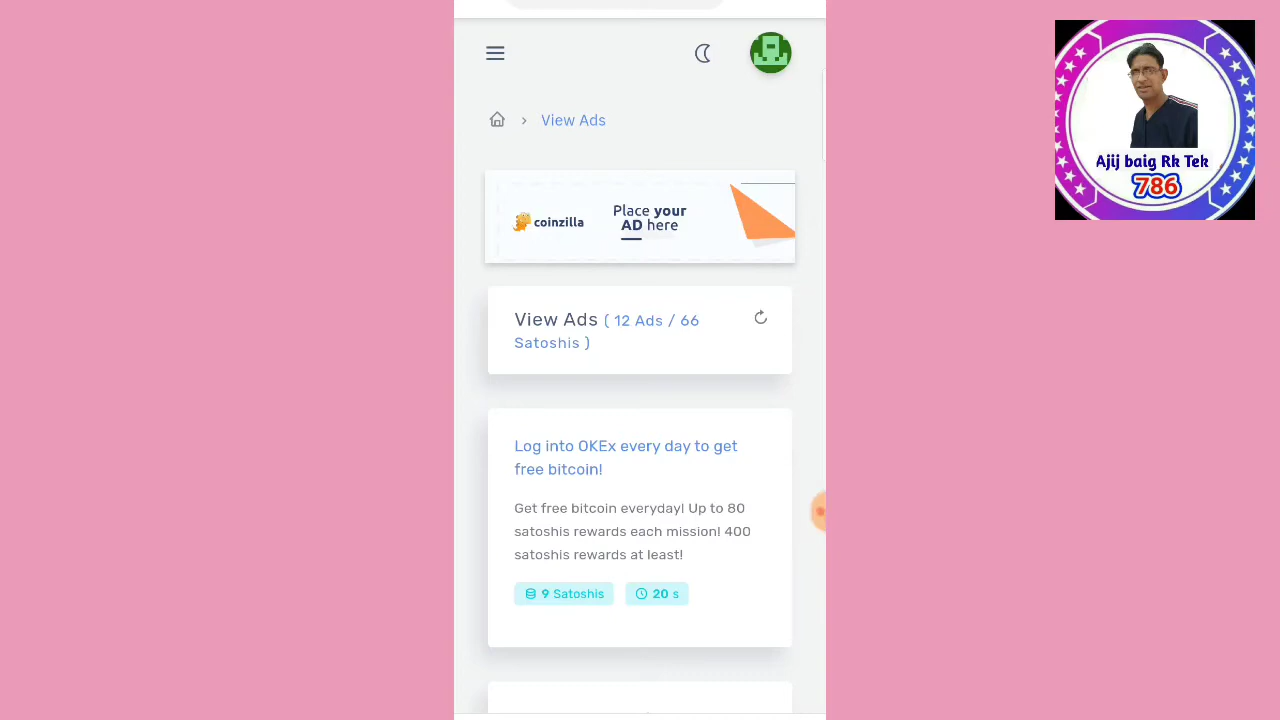 View Ads
coinzilla
Place your
AD here
View Ads ( 12 Ads / 66
Satoshis )
Log into OKEx every day to get
free bitcoin!
Get free bitcoin everyday! Up to 80
satoshis rewards each mission! 400
satoshis rewards at least!
9 Satoshis
20 s
Ajij baig Rk Tek
786